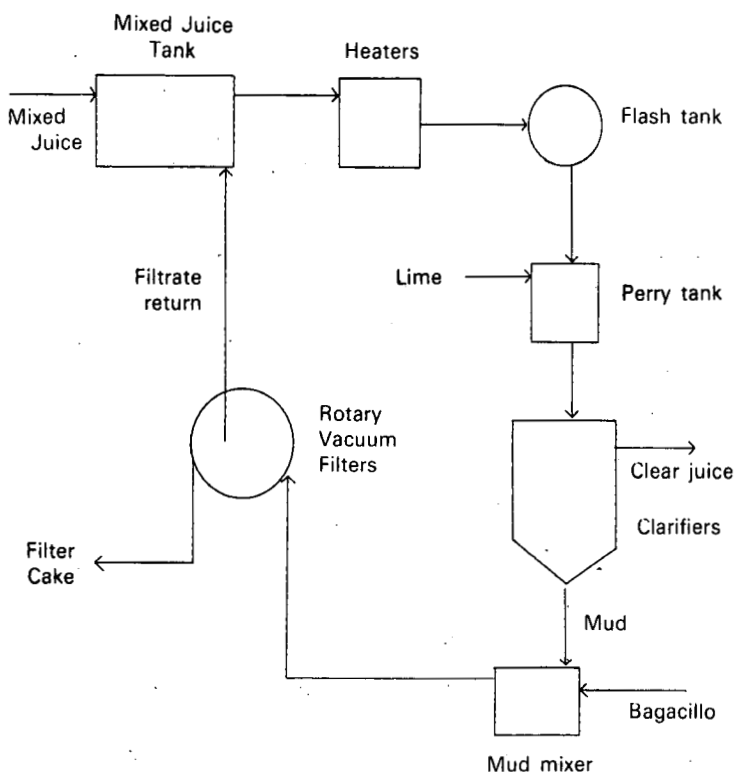 Mixed Juice
Tank
Heaters
Mixed
Juice
Flash tank
Filtrate
return
Lime
Perry tank
Rotary
Vacuum
Filters
Clear juice
Clarifiers
Filter
Cake
Mud
Bagacillo
Mud mixer